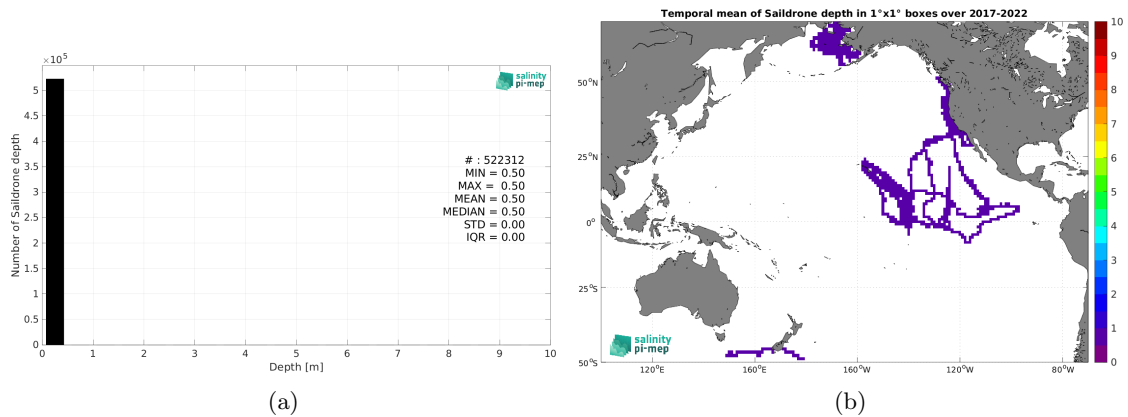 ×10⁵
5
4.5
4
3.5
3
2.5
2
1.5
1
0.5
0
Number of Saildrone depth
salinity
pi-mep
# : 522312
MIN = 0.50
MAX = 0.50
MEAN = 0.50
MEDIAN = 0.50
STD = 0.00
IQR = 0.00
0 1 2 3 4 5 6 7 8 9 10
Depth [m]
(a)
Temporal mean of Saildrone depth in 1°x1° boxes over 2017-2022
50°N
25°N
0°
25°S
50°S
120°o 160°o 160°o 120°o 80°o
salinity
pi-mep
10
9
8
7
6
5
4
3
2
1
0
(b)